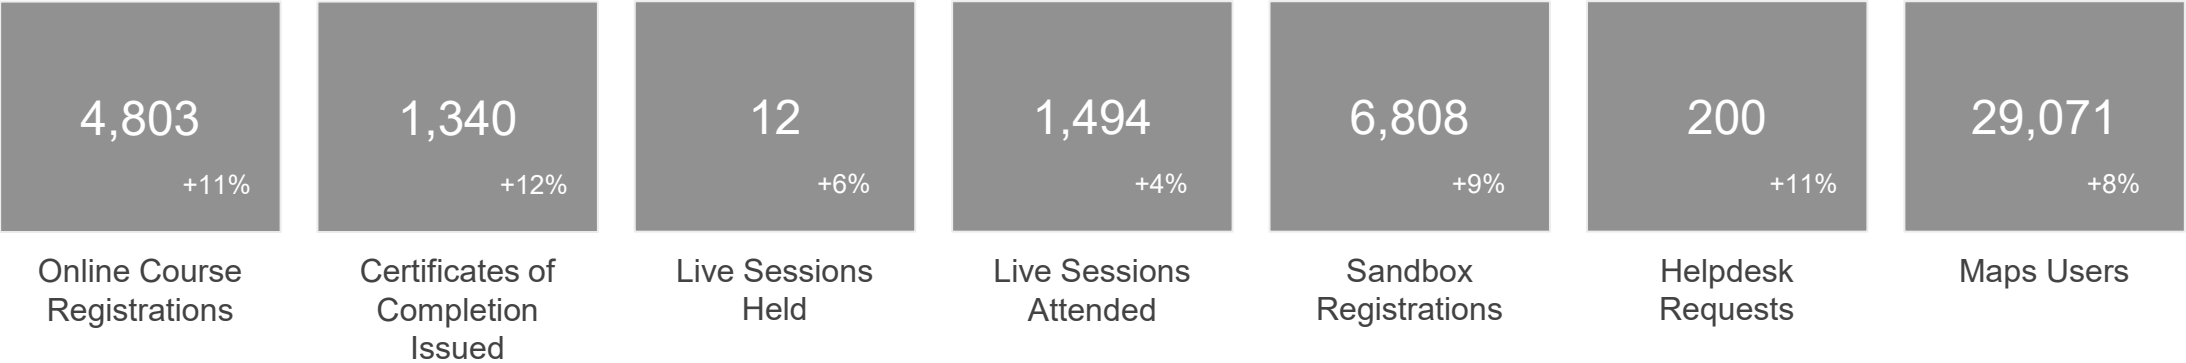 4,803
+11%
Online Course
Registrations
1,340
+12%
Certificates of
Completion
Issued
12
+6%
Live Sessions
Held
1,494
+4%
Live Sessions
Attended
6,808
+9%
Sandbox
Registrations
200
+11%
Helpdesk
Requests
29,071
+8%
Maps Users